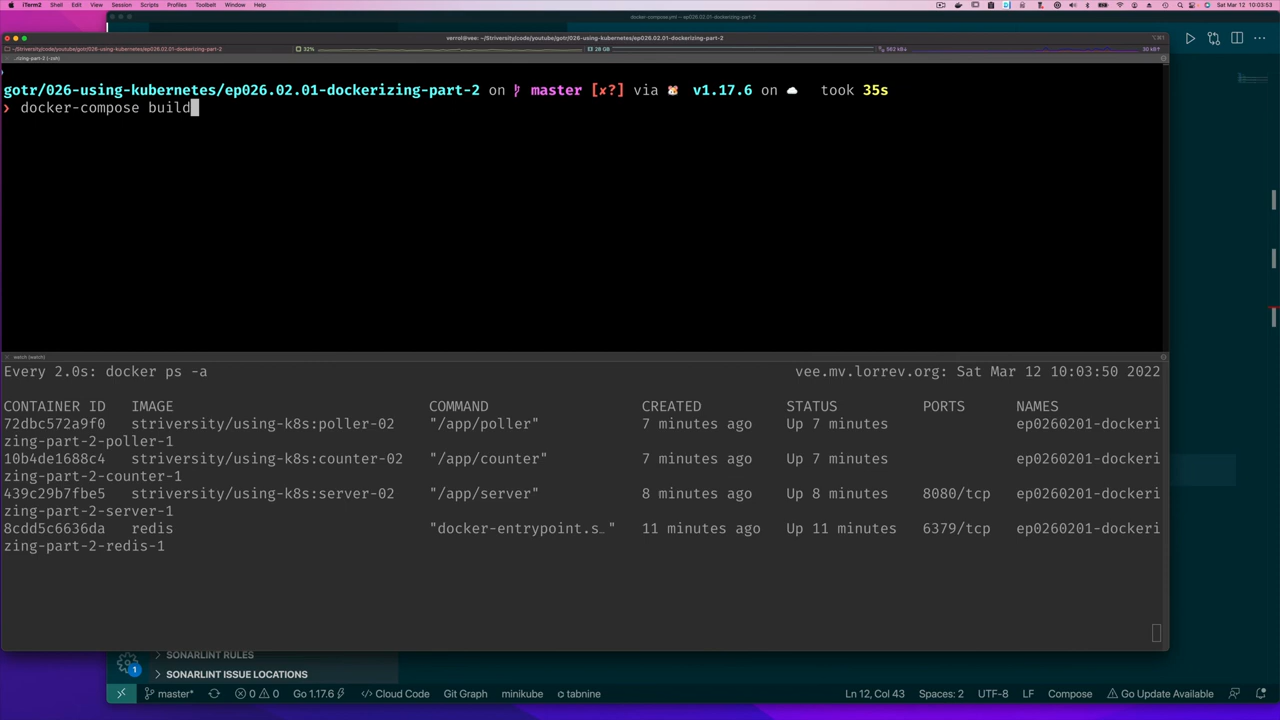 iTerm2 Shell Edit View Session Scripts Profiles Toolbelt Window Help
Sat Mar 12 10:03:53
docker-compose.yml — ep026.02.01-dockerizing-part-2
verrol@vee: ~/Striversity/code/youtube/gotr/026-using-kubernetes/ep026.02.01-dockerizing-part-2
~/Striversity/code/youtube/gotr/026-using-kubernetes/ep026.02.01-dockerizing-part-2 32% 28 GB 30 kB↑
gotr/026-using-kubernetes/ep026.02.01-dockerizing-part-2 on master [✘?] via v1.17.6 on took 35s
❯ docker-compose build
watch (watch)
Every 2.0s: docker ps -a vee.mv.lorrev.org: Sat Mar 12 10:03:50 2022
CONTAINER ID IMAGE COMMAND CREATED STATUS PORTS NAMES
72dbc572a9f0 striversity/using-k8s:poller-02 "/app/poller" 7 minutes ago Up 7 minutes ep0260201-dockeri
zing-part-2-poller-1
10b4de1688c4 striversity/using-k8s:counter-02 "/app/counter" 7 minutes ago Up 7 minutes ep0260201-dockeri
zing-part-2-counter-1
439c29b7fbe5 striversity/using-k8s:server-02 "/app/server" 8 minutes ago Up 8 minutes 8080/tcp ep0260201-dockeri
zing-part-2-server-1
8cdd5c6636da redis "docker-entrypoint.s…" 11 minutes ago Up 11 minutes 6379/tcp ep0260201-dockeri
zing-part-2-redis-1
SONARLINT RULES
1 SONARLINT ISSUE LOCATIONS
master* 0 0 Go 1.17.6 Cloud Code Git Graph minikube tabnine Ln 12, Col 43 Spaces: 2 UTF-8 LF Compose Go Update Available